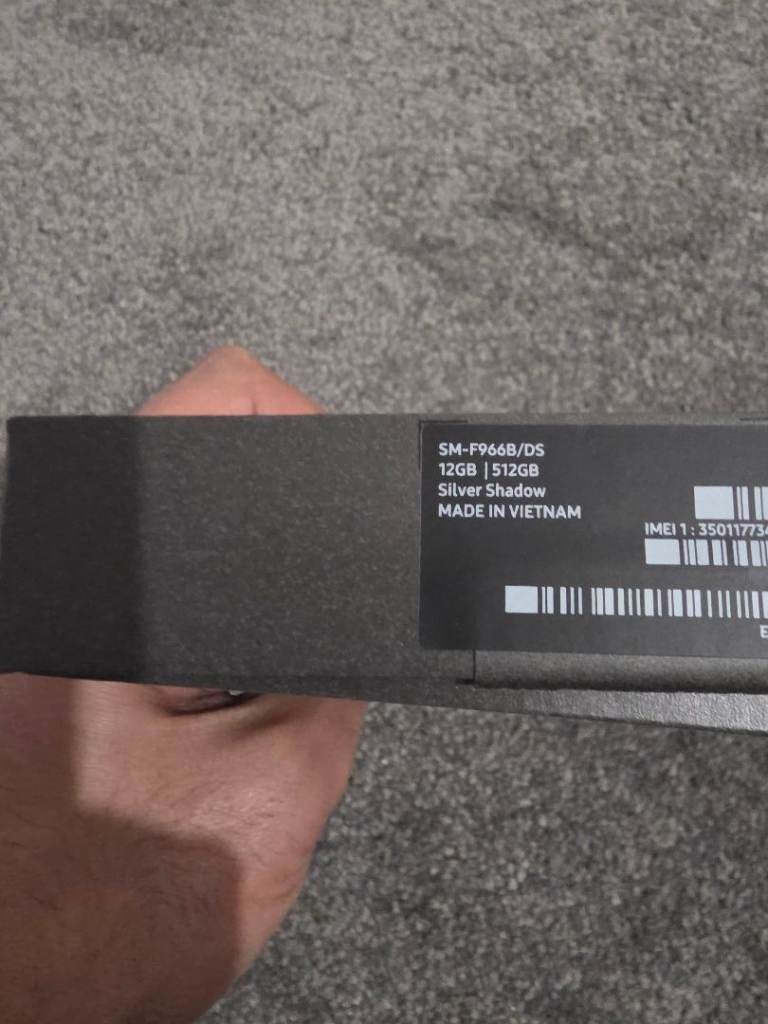 SM-F966B/DS
12GB | 512GB
Silver Shadow
MADE IN VIETNAM
IMEI 1 : 35011773